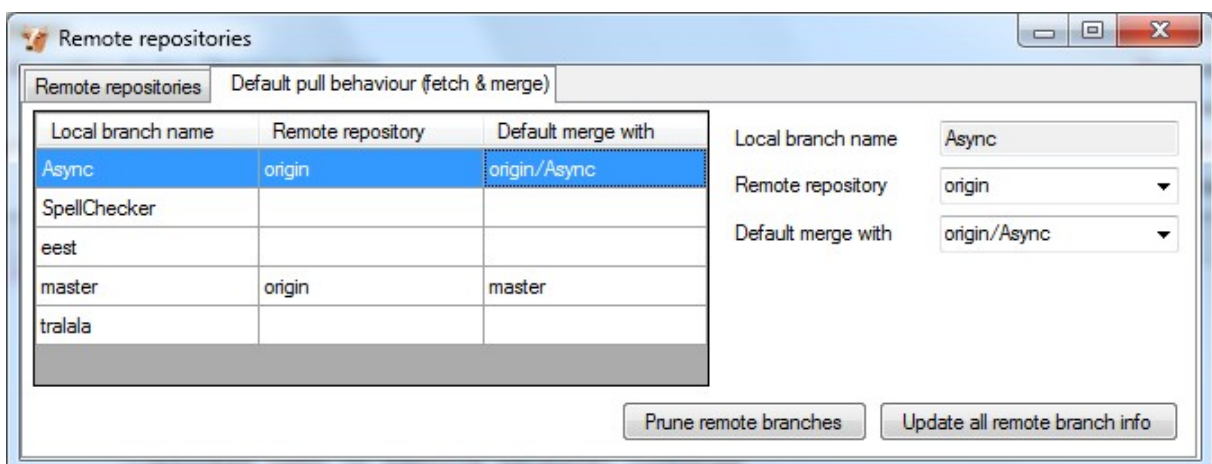 Remote repositories
Remote repositories Default pull behaviour (fetch & merge)
Local branch name Remote repository Default merge with
Async origin origin/Async
SpellChecker
eest
master origin master
tralala
Local branch name Async
Remote repository origin
Default merge with origin/Async
Prune remote branches Update all remote branch info